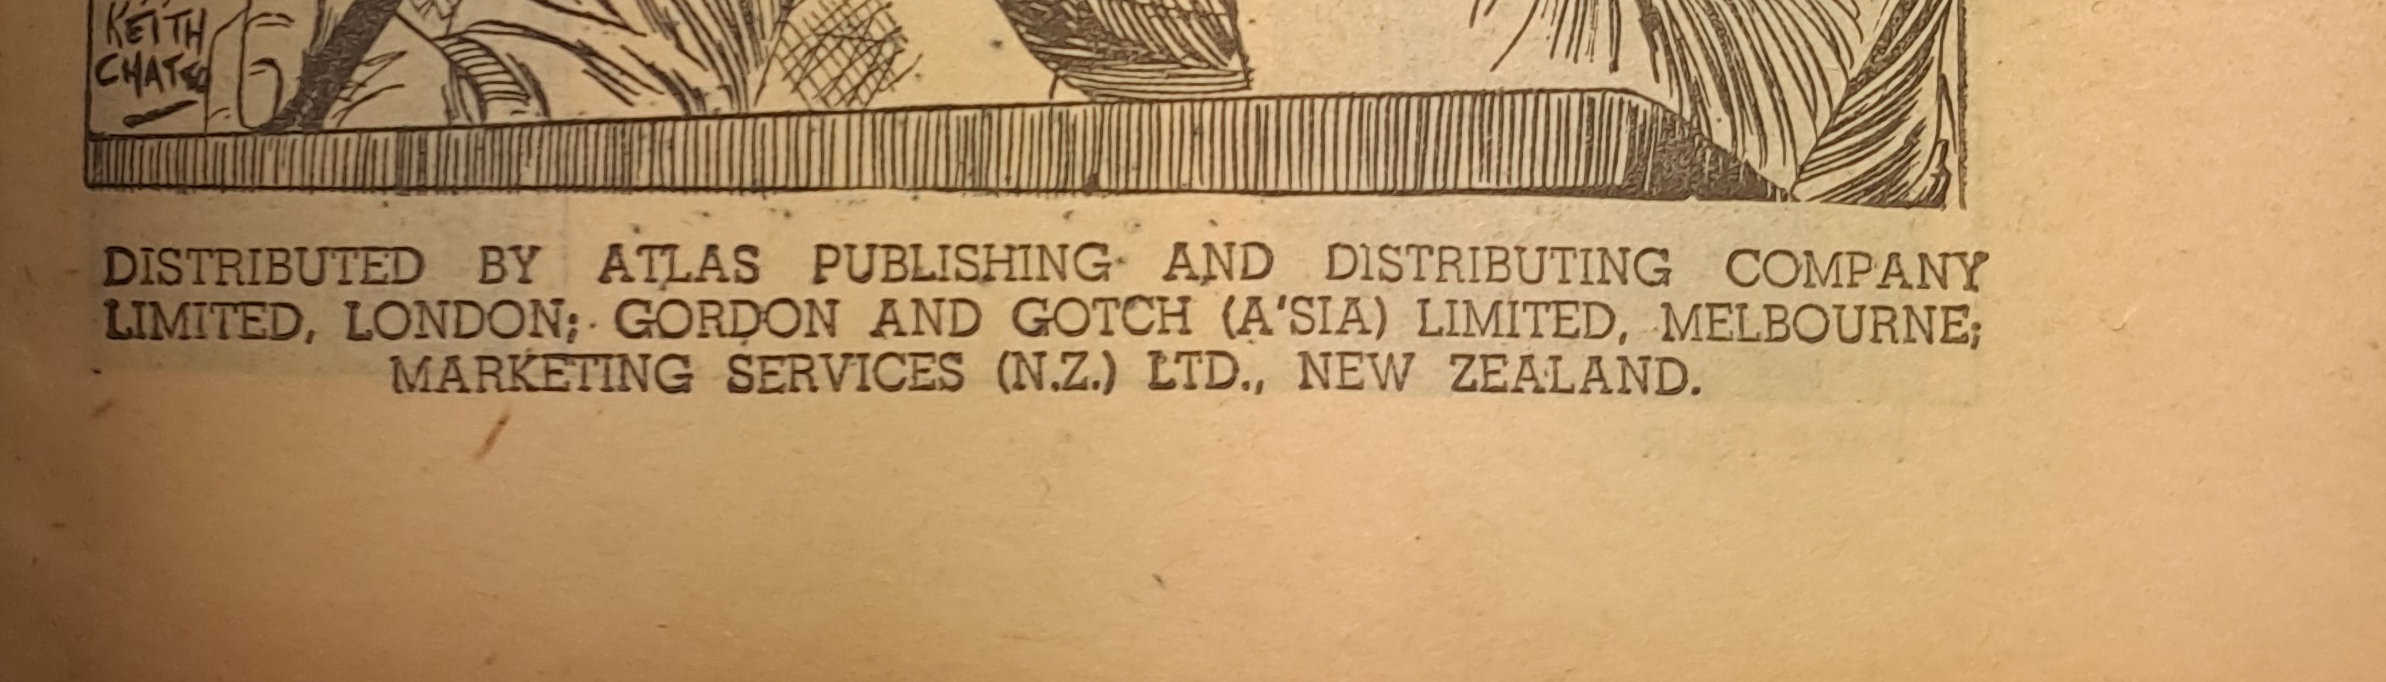 KEITH
DISTRIBUTED BY ATLAS PUBLISHING AND DISTRIBUTING COMPANY
LIMITED, LONDON; GORDON AND GOTCH (A'SIA) LIMITED, MELBOURNE;
MARKETING SERVICES (N.Z.) LTD., NEW ZEALAND.